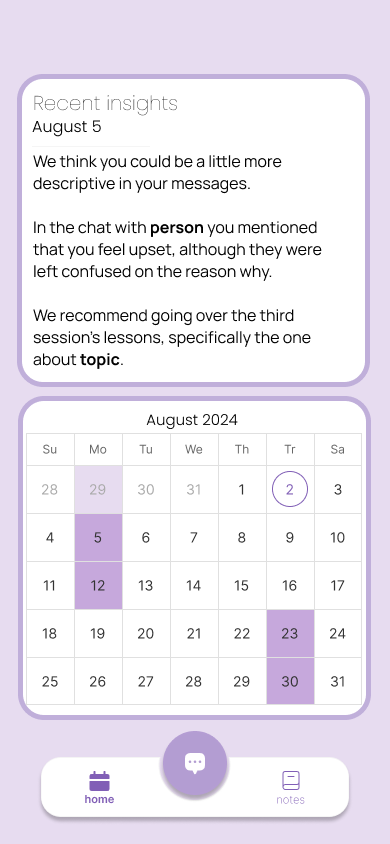 Recent insights
August 5
We think you could be a little more
descriptive in your messages.
In the chat with person you mentioned
that you feel upset, although they were
left confused on the reason why.
We recommend going over the third
session's lessons, specifically the one
about topic.
August 2024
Su Mo Tu We Th Tr Sa
28 29 30 31 1 2 3
4 5 6 7 8 9 10
11 12 13 14 15 16 17
18 19 20 21 22 23 24
25 26 27 28 29 30 31
home notes